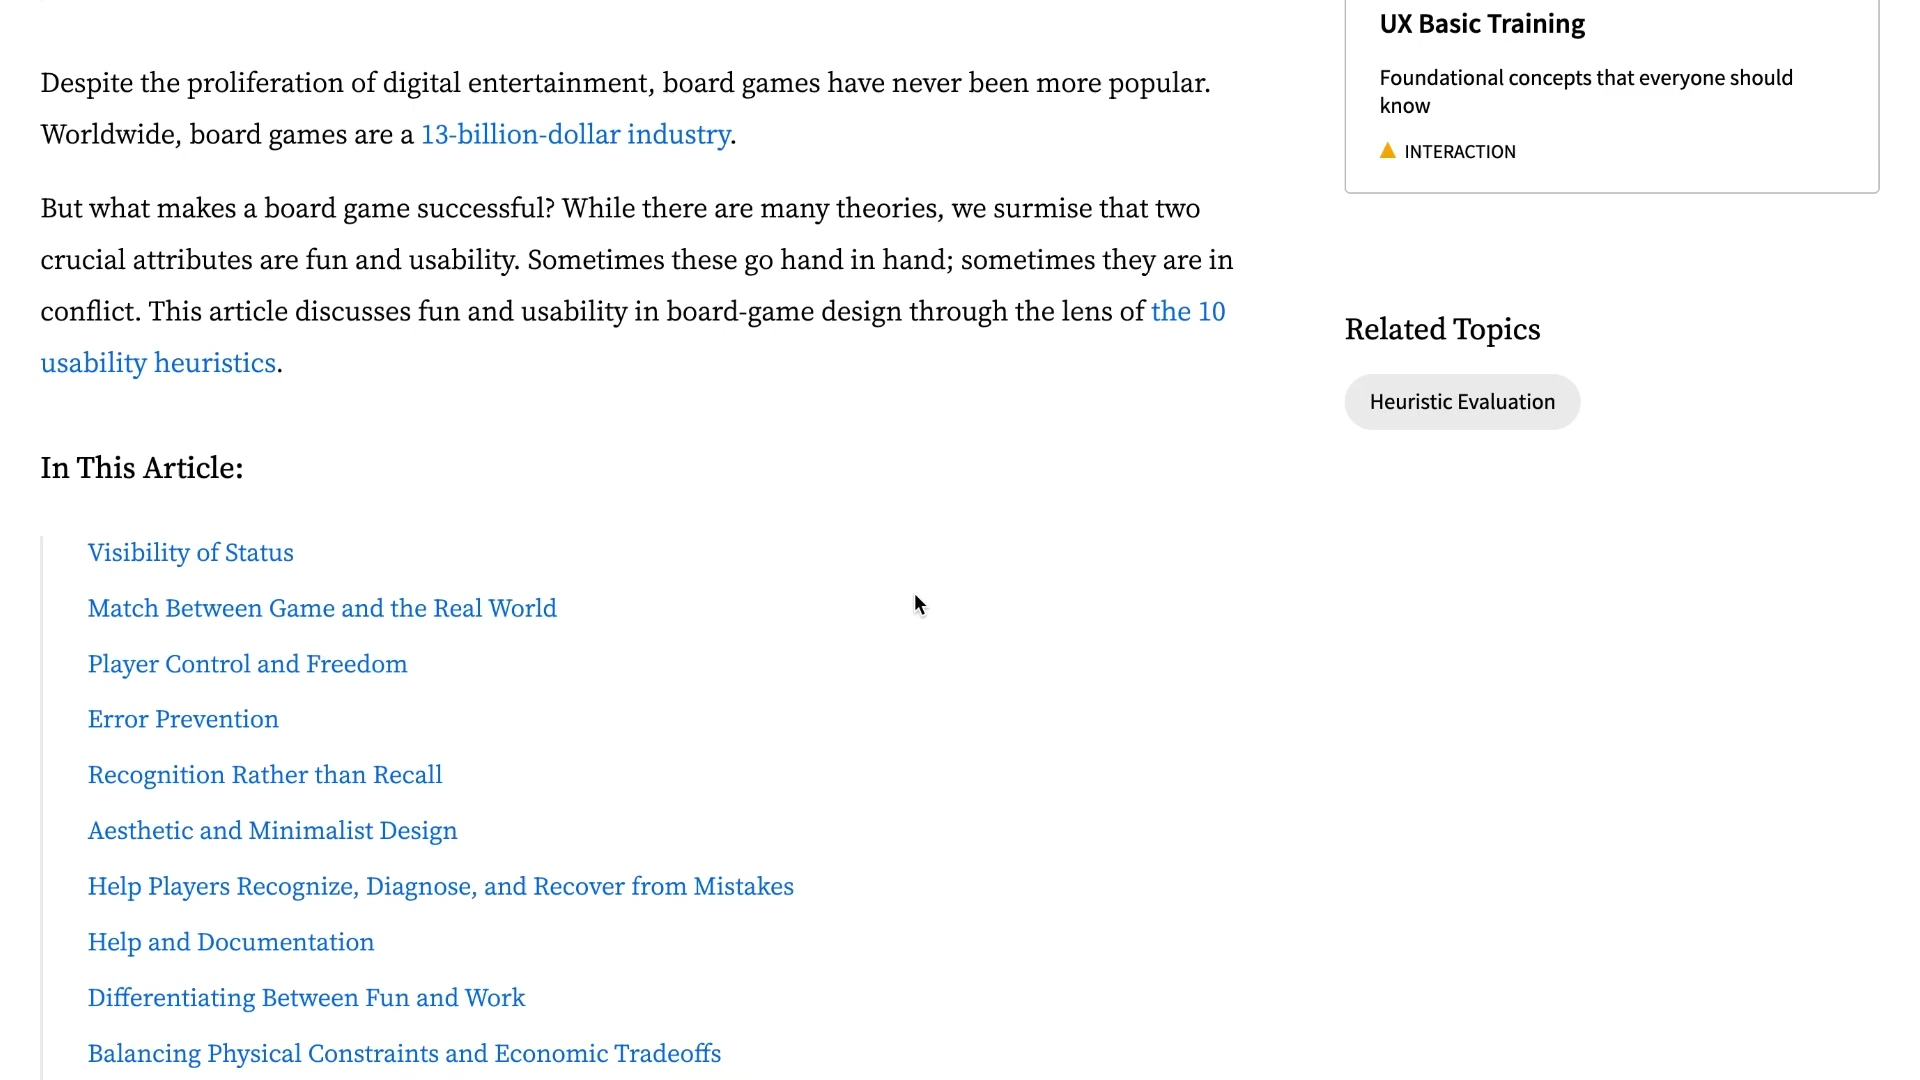 Despite the proliferation of digital entertainment, board games have never been more popular.
Worldwide, board games are a 13-billion-dollar industry.
But what makes a board game successful? While there are many theories, we surmise that two
crucial attributes are fun and usability. Sometimes these go hand in hand; sometimes they are in
conflict. This article discusses fun and usability in board-game design through the lens of the 10
usability heuristics.
In This Article:
Visibility of Status
Match Between Game and the Real World
Player Control and Freedom
Error Prevention
Recognition Rather than Recall
Aesthetic and Minimalist Design
Help Players Recognize, Diagnose, and Recover from Mistakes
Help and Documentation
Differentiating Between Fun and Work
Balancing Physical Constraints and Economic Tradeoffs
UX Basic Training
Foundational concepts that everyone should
know
INTERACTION
Related Topics
Heuristic Evaluation